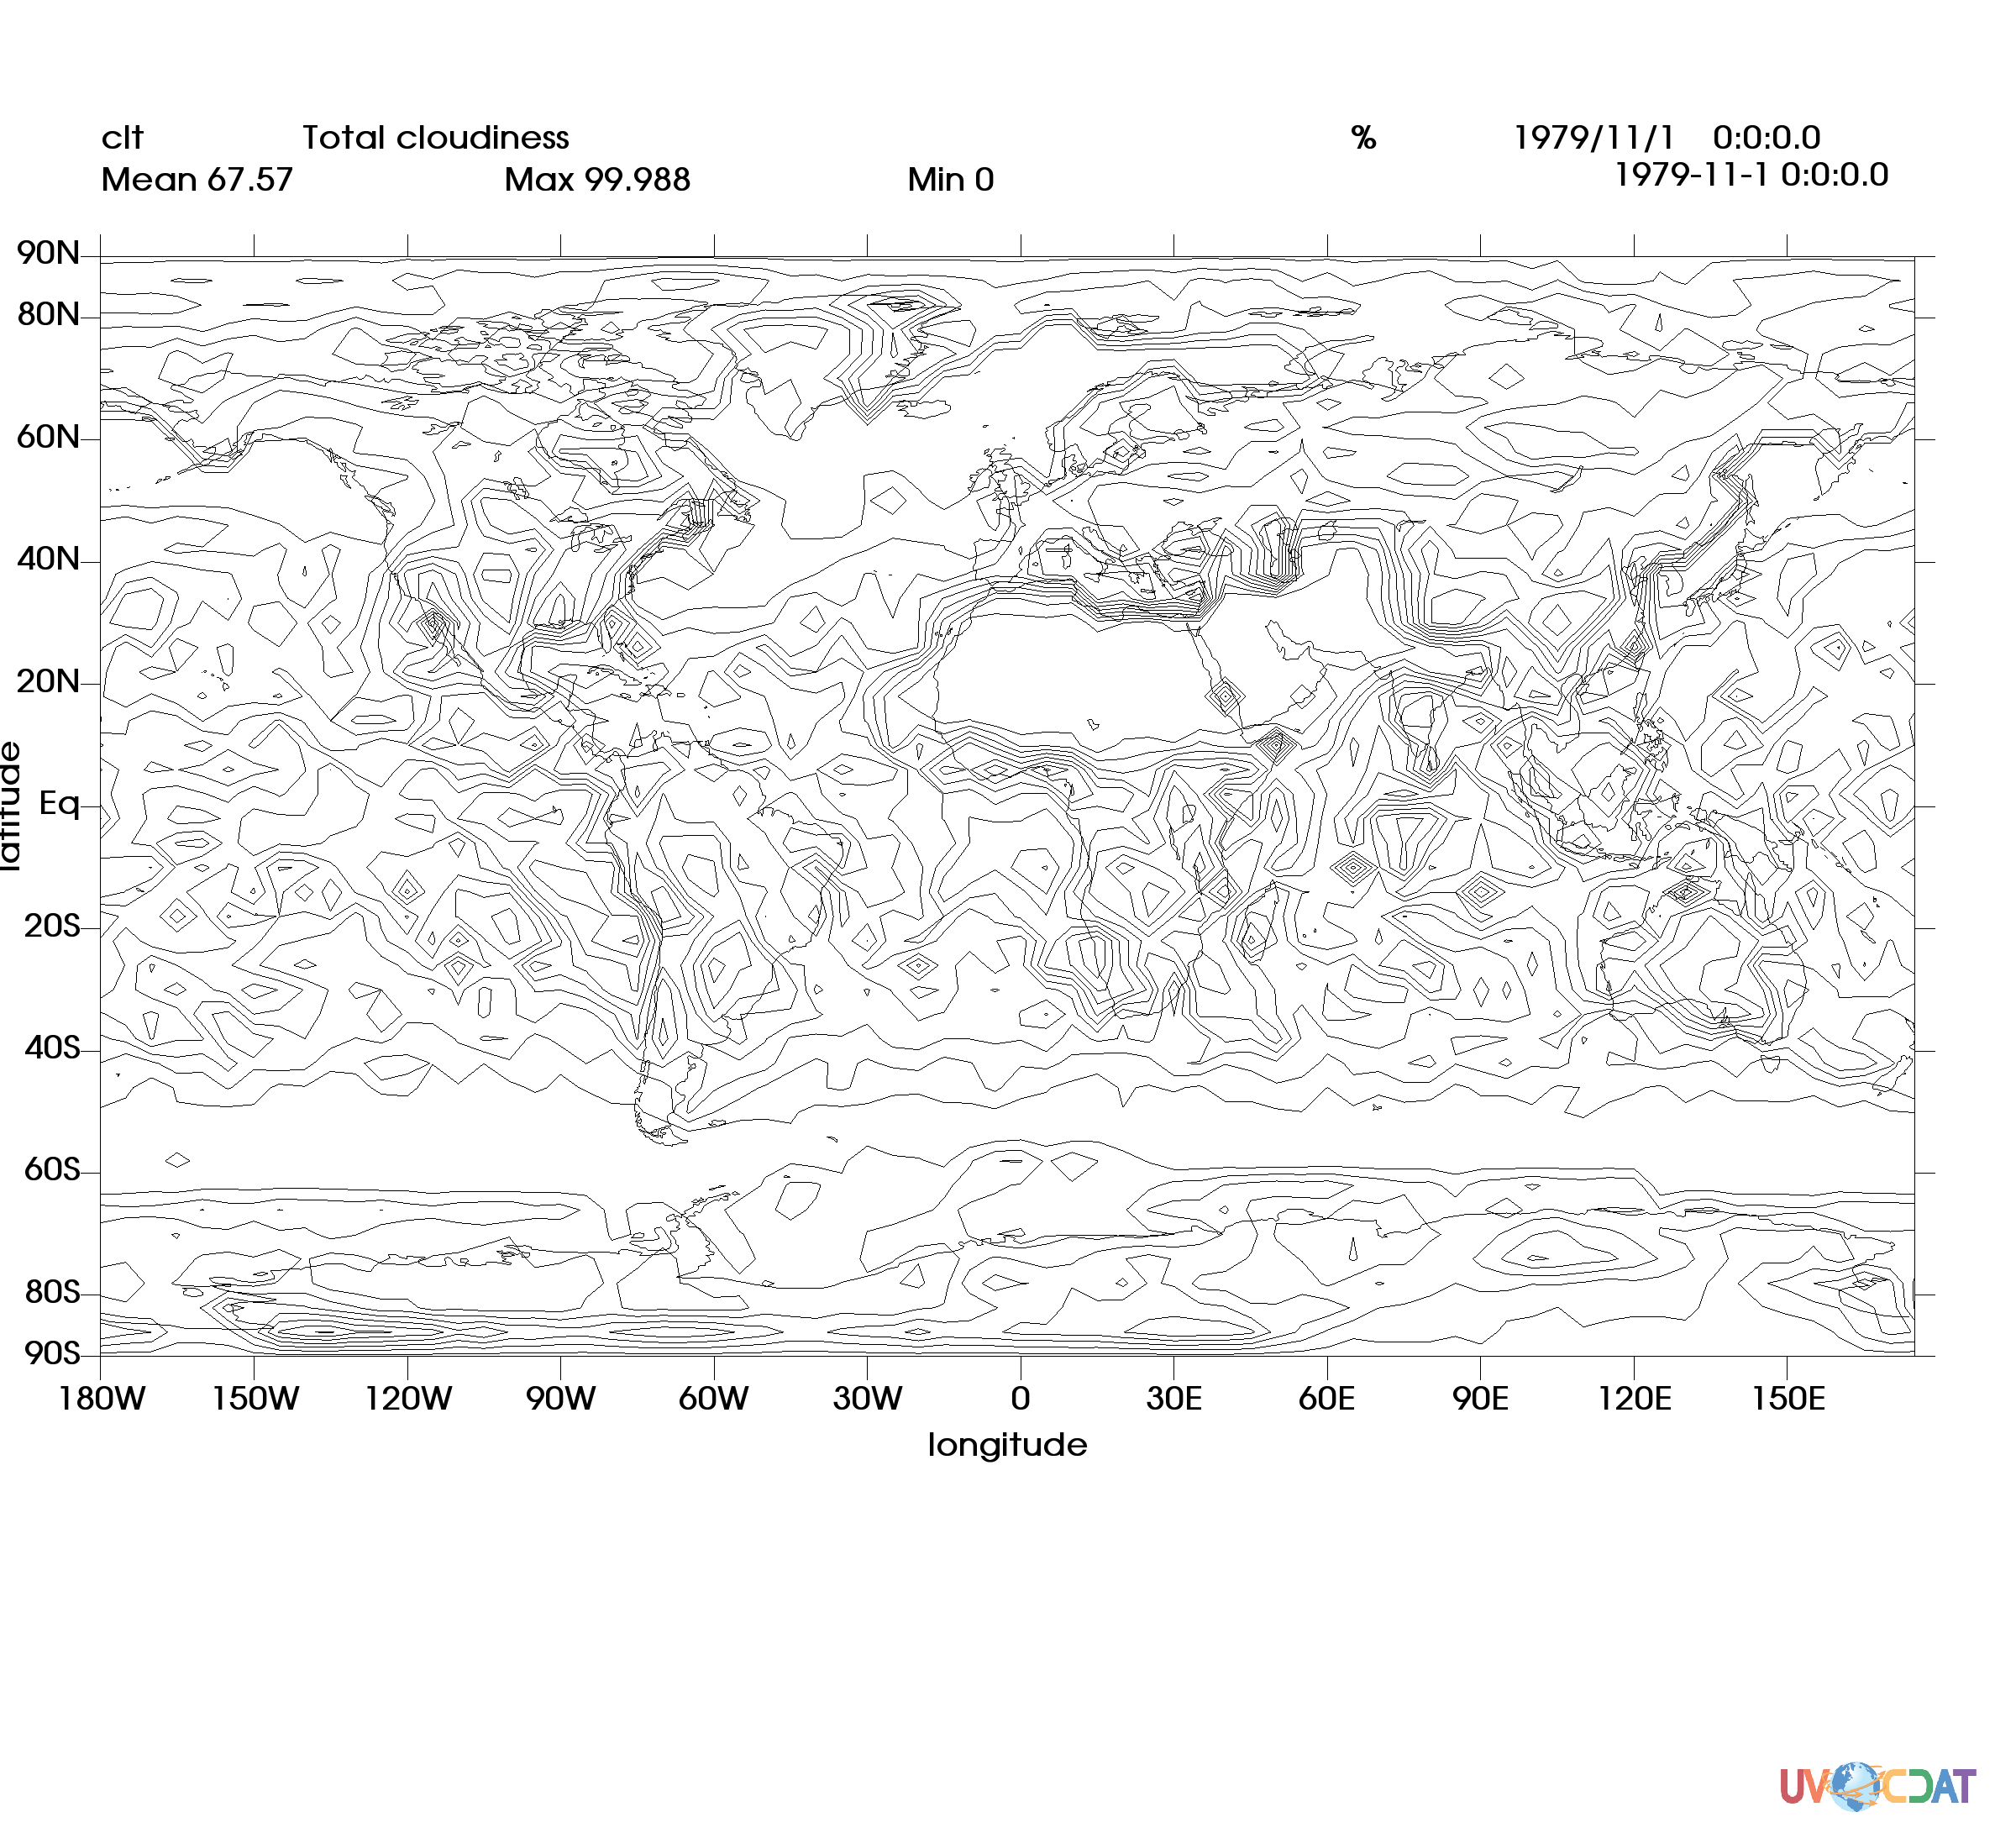 clt Total cloudiness % 1979/11/1 0:0:0.0
Mean 67.57 Max 99.988 Min 0 1979-11-1 0:0:0.0
90N
80N
60N
40N
20N
Eq
20S
40S
60S
80S
90S
latitude
180W 150W 120W 90W 60W 30W 0 30E 60E 90E 120E 150E
longitude
UVCDAT